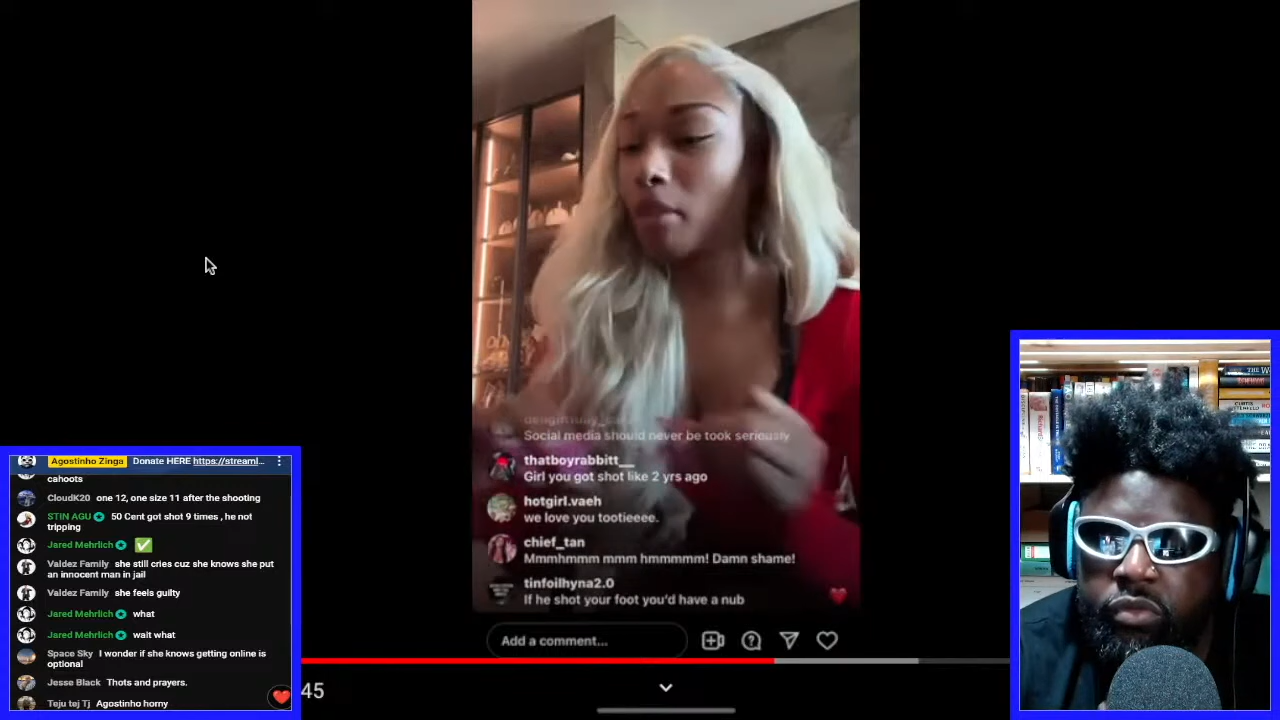 Social media should never be took seriously
thatboyrabbitt__
Girl you got shot like 2 yrs ago
hotgirl.vaeh
we love you tootieeee.
chief_tan
Mmmhmmm mmm hmmmmm! Damn shame!
tinfoilhyna2.0
If he shot your foot you'd have a nub
Add a comment...
45
Agostinho Zinga Donate HERE https://streaml...
cahoots
CloudK20 one 12, one size 11 after the shooting
STIN AGU 50 Cent got shot 9 times , he not
tripping
Jared Mehrlich ✅
Valdez Family she still cries cuz she knows she put
an innocent man in jail
Valdez Family she feels guilty
Jared Mehrlich what
Jared Mehrlich wait what
Space Sky I wonder if she knows getting online is
optional
Jesse Black Thots and prayers.
Teju tej Tj Agostinho horny